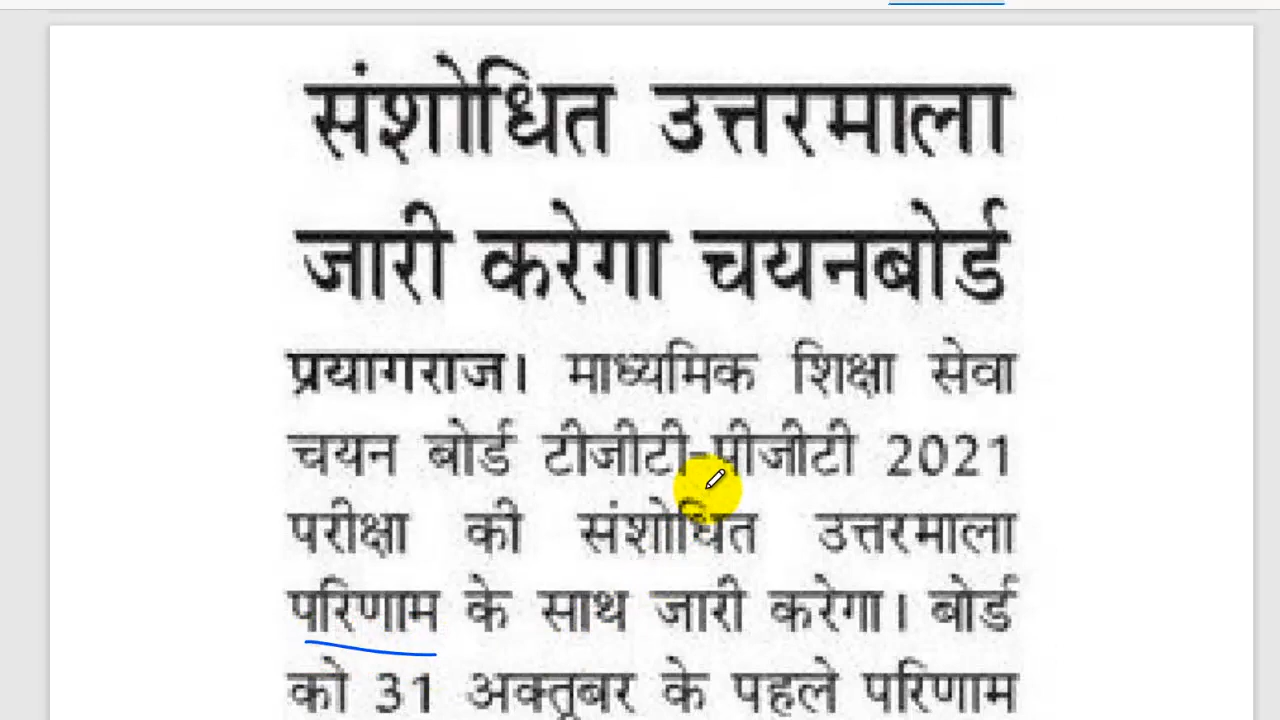 संशोधित उत्तरमाला
जारी करेगा चयनबोर्ड
प्रयागराज। माध्यमिक शिक्षा सेवा
चयन बोर्ड टीजीटी-पीजीटी 2021
परीक्षा की संशोधित उत्तरमाला
परिणाम के साथ जारी करेगा। बोर्ड
को 31 अक्तूबर के पहले परिणाम